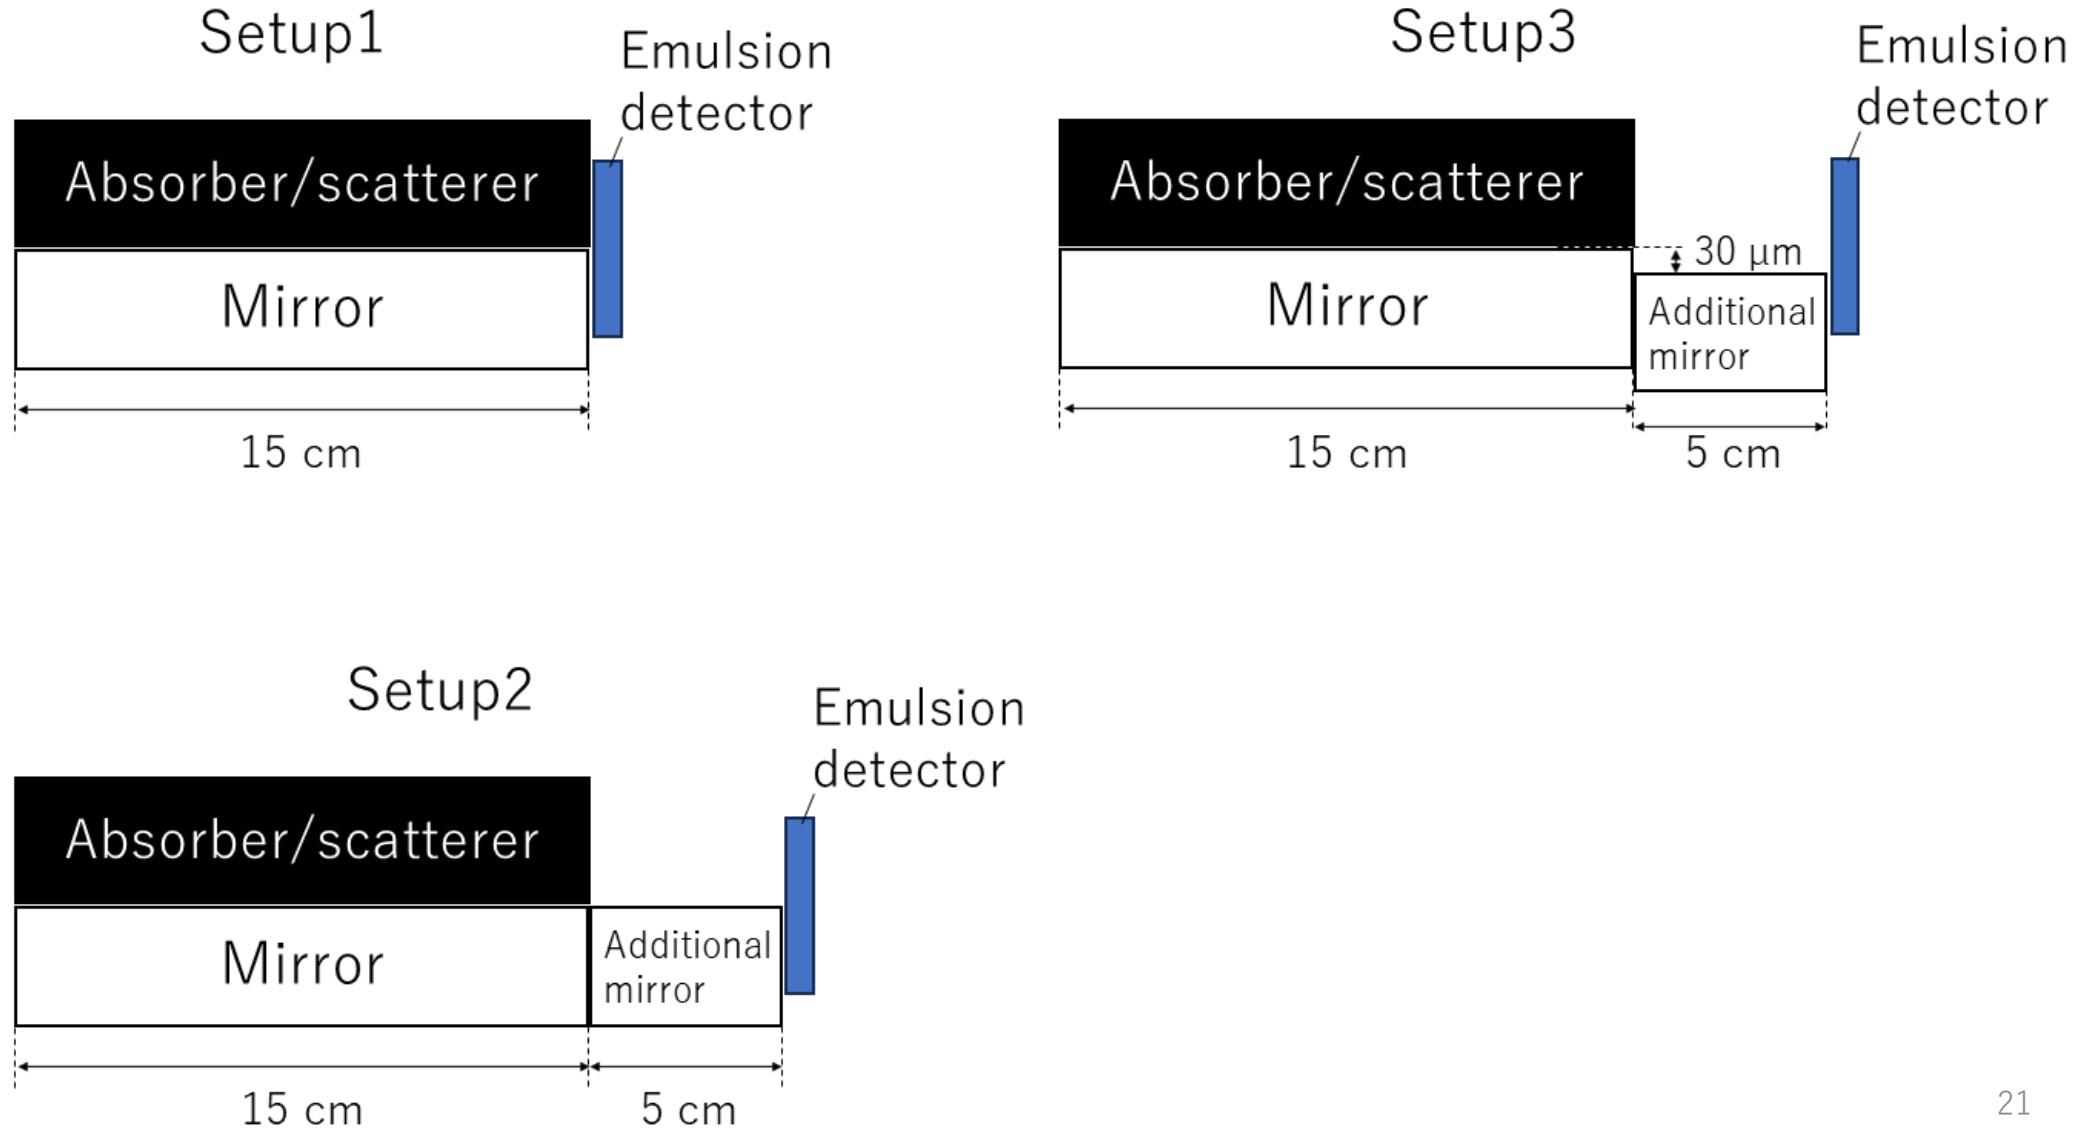 Setup1
Emulsion
detector
Absorber/scatterer
Mirror
15 cm
Setup3
Emulsion
detector
Absorber/scatterer
30 μm
Mirror
Additional
mirror
15 cm
5 cm
Setup2
Emulsion
detector
Absorber/scatterer
Mirror
Additional
mirror
15 cm
5 cm
21